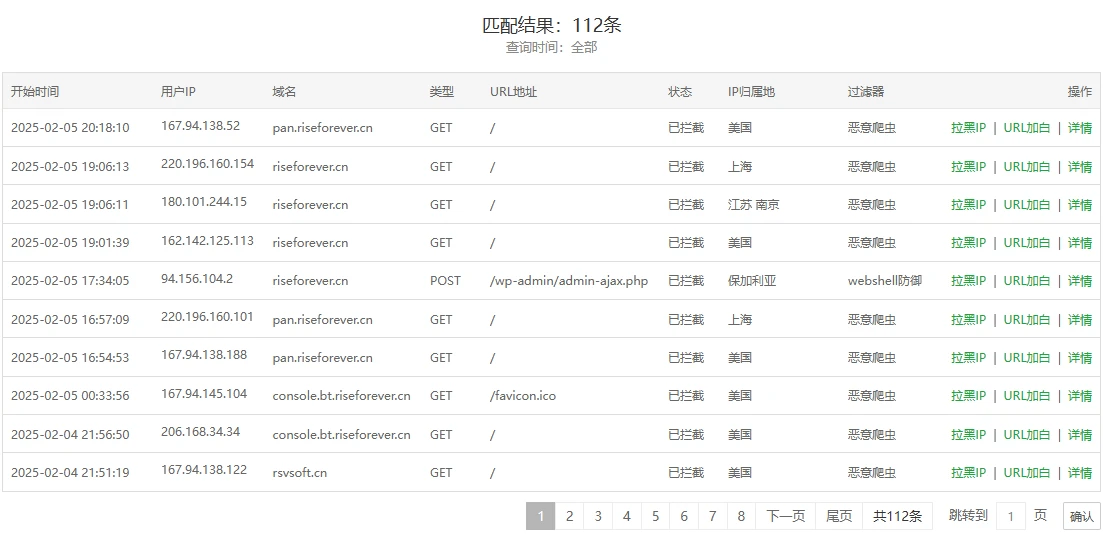 匹配结果：112条
查询时间：全部
开始时间 用户IP 域名 类型 URL地址 状态 IP归属地 过滤器 操作
2025-02-05 20:18:10 167.94.138.52 pan.riseforever.cn GET / 已拦截 美国 恶意爬虫 拉黑IP | URL加白 | 详情
2025-02-05 19:06:13 220.196.160.154 riseforever.cn GET / 已拦截 上海 恶意爬虫 拉黑IP | URL加白 | 详情
2025-02-05 19:06:11 180.101.244.15 riseforever.cn GET / 已拦截 江苏 南京 恶意爬虫 拉黑IP | URL加白 | 详情
2025-02-05 19:01:39 162.142.125.113 riseforever.cn GET / 已拦截 美国 恶意爬虫 拉黑IP | URL加白 | 详情
2025-02-05 17:34:05 94.156.104.2 riseforever.cn POST /wp-admin/admin-ajax.php 已拦截 保加利亚 webshell防御 拉黑IP | URL加白 | 详情
2025-02-05 16:57:09 220.196.160.101 pan.riseforever.cn GET / 已拦截 上海 恶意爬虫 拉黑IP | URL加白 | 详情
2025-02-05 16:54:53 167.94.138.188 pan.riseforever.cn GET / 已拦截 美国 恶意爬虫 拉黑IP | URL加白 | 详情
2025-02-05 00:33:56 167.94.145.104 console.bt.riseforever.cn GET /favicon.ico 已拦截 美国 恶意爬虫 拉黑IP | URL加白 | 详情
2025-02-04 21:56:50 206.168.34.34 console.bt.riseforever.cn GET / 已拦截 美国 恶意爬虫 拉黑IP | URL加白 | 详情
2025-02-04 21:51:19 167.94.138.122 rsvsoft.cn GET / 已拦截 美国 恶意爬虫 拉黑IP | URL加白 | 详情
1 2 3 4 5 6 7 8 下一页 尾页 共112条 跳转到 1 页 确认